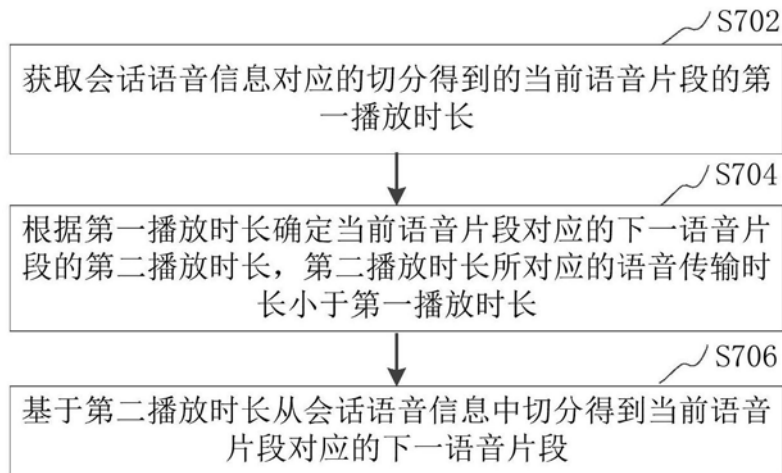 S702
获取会话语音信息对应的切分得到的当前语音片段的第
一播放时长
S704
根据第一播放时长确定当前语音片段对应的下一语音片
段的第二播放时长，第二播放时长所对应的语音传输时
长小于第一播放时长
S706
基于第二播放时长从会话语音信息中切分得到当前语音
片段对应的下一语音片段